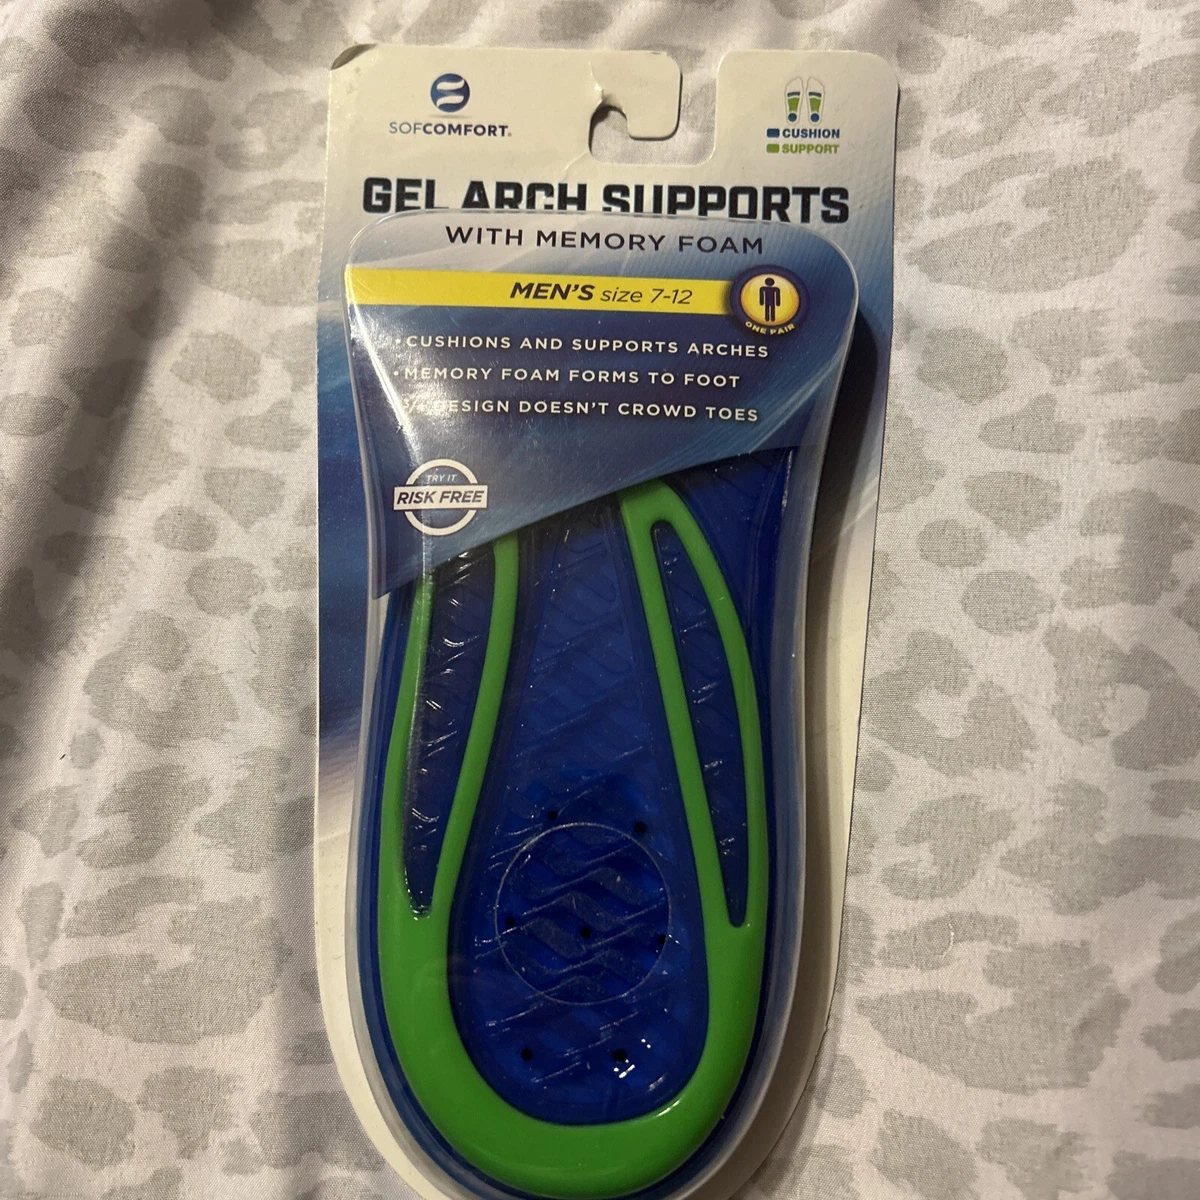 SOFCOMFORT®
CUSHION
SUPPORT
GEL ARCH SUPPORTS
WITH MEMORY FOAM
MEN'S size 7-12
ONE PAIR
• CUSHIONS AND SUPPORTS ARCHES
• MEMORY FOAM FORMS TO FOOT
DESIGN DOESN'T CROWD TOES
TRY IT
RISK FREE